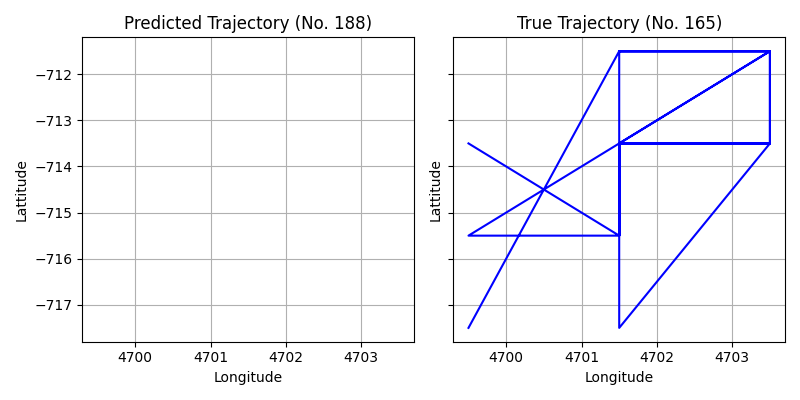 Predicted Trajectory (No. 188)
True Trajectory (No. 165)
Lattitude
−712
−713
−714
−715
−716
−717
4700
4701
4702
4703
Longitude
Lattitude
4700
4701
4702
4703
Longitude